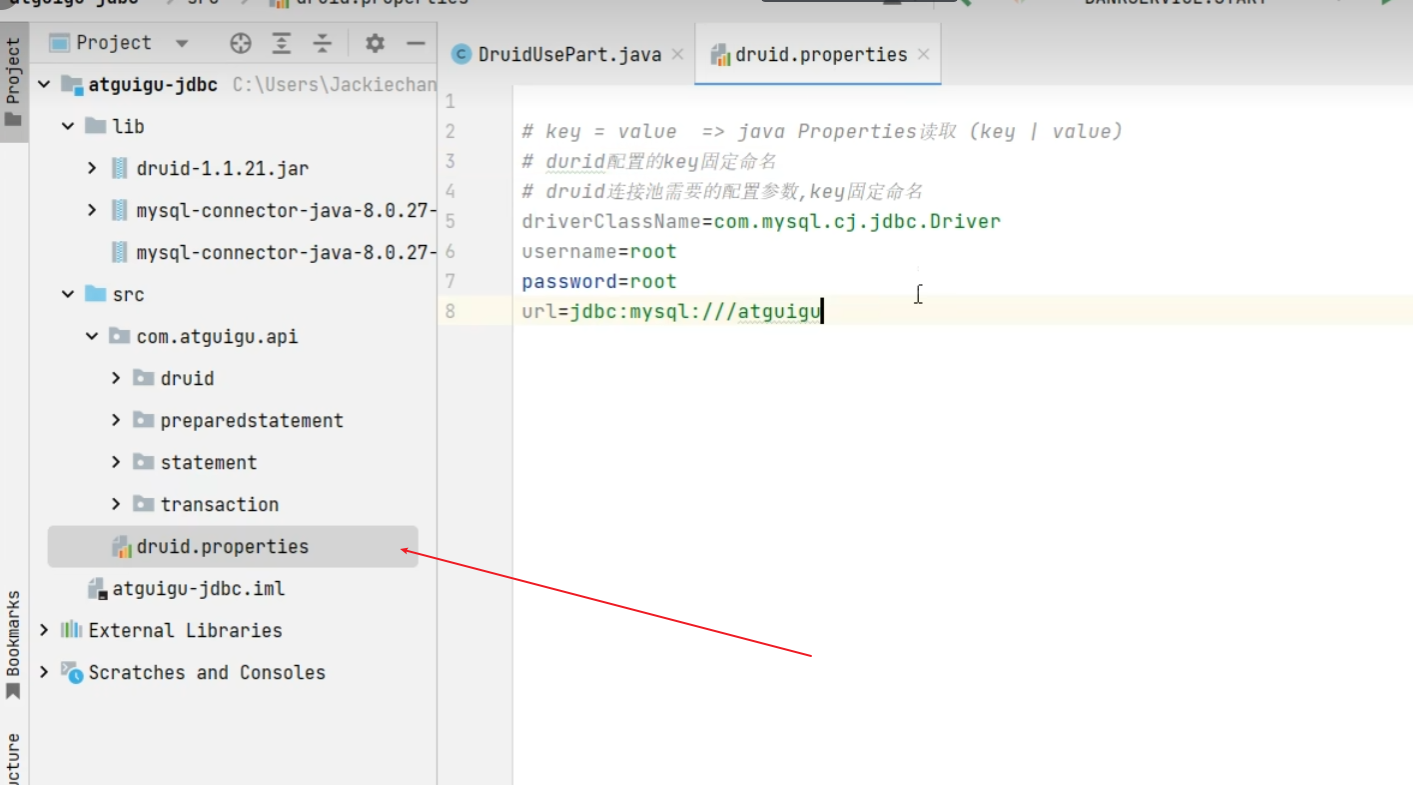 druid.properties
Project
Project
DruidUsePart.java
druid.properties
atguigu-jdbc C:\Users\Jackiechan
lib
druid-1.1.21.jar
mysql-connector-java-8.0.27-
mysql-connector-java-8.0.27-
src
com.atguigu.api
druid
preparedstatement
statement
transaction
druid.properties
atguigu-jdbc.iml
External Libraries
Scratches and Consoles
Bookmarks
1
2 # key = value => java Properties读取 (key | value)
3 # durid配置的key固定命名
4 # druid连接池需要的配置参数,key固定命名
5 driverClassName=com.mysql.cj.jdbc.Driver
6 username=root
7 password=root
8 url=jdbc:mysql:///atguigu